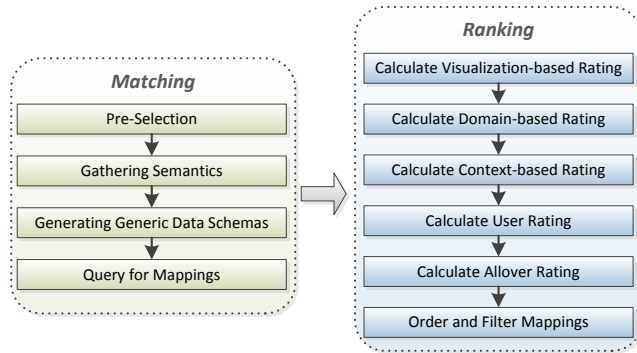 Matching
Pre-Selection
Gathering Semantics
Generating Generic Data Schemas
Query for Mappings
Ranking
Calculate Visualization-based Rating
Calculate Domain-based Rating
Calculate Context-based Rating
Calculate User Rating
Calculate Allover Rating
Order and Filter Mappings